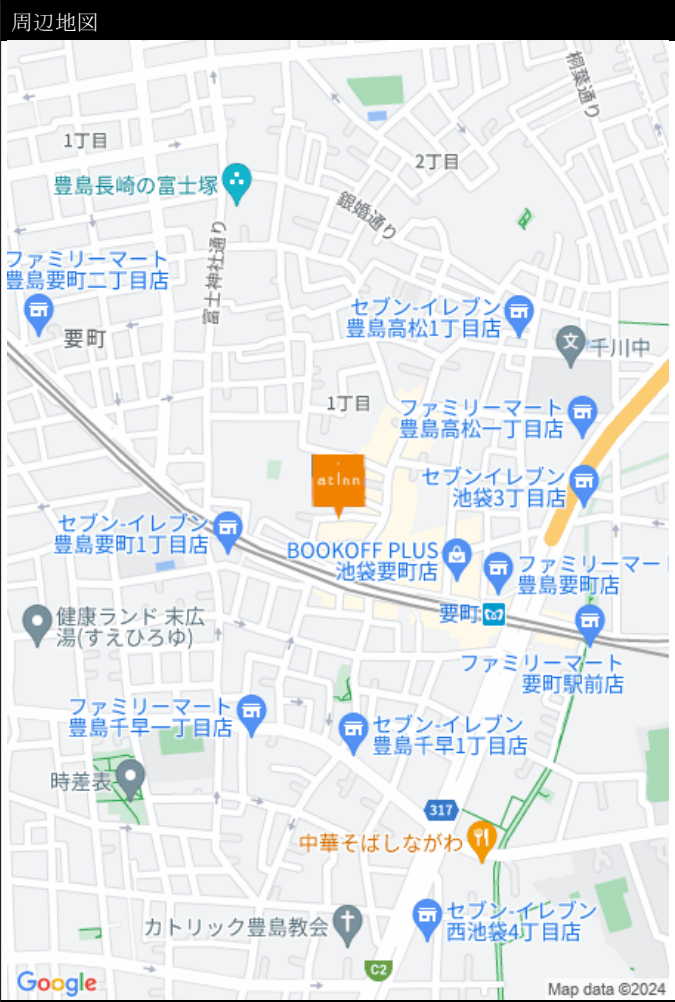 周辺地図
桐葉通り
1丁目
2丁目
豊島長崎の富士塚
銀婚通り
富士神社通り
ファミリーマート
豊島要町二丁目店
セブン-イレブン
豊島高松1丁目店
要町
千川中
1丁目
ファミリーマート
豊島高松一丁目店
at Inn
セブンイレブン
池袋3丁目店
セブン-イレブン
豊島要町1丁目店
BOOKOFF PLUS
池袋要町店
ファミリーマー
豊島要町店
健康ランド 末広
湯(すえひろゆ)
要町
ファミリーマート
要町駅前店
ファミリーマート
豊島千早一丁目店
セブン-イレブン
豊島千早1丁目店
時差表
317
中華そばしながわ
カトリック豊島教会
セブン-イレブン
西池袋4丁目店
C2
Google
Map data ©2024